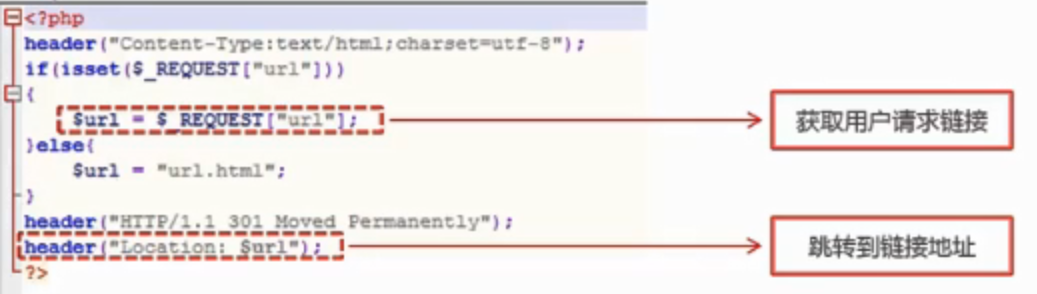 <?php
header("Content-Type:text/html;charset=utf-8");
if(isset($_REQUEST["url"]))
{
$url = $_REQUEST["url"];
获取用户请求链接
}else{
$url = "url.html";
}
header("HTTP/1.1 301 Moved Permanently");
header("Location: $url");
跳转到链接地址
?>